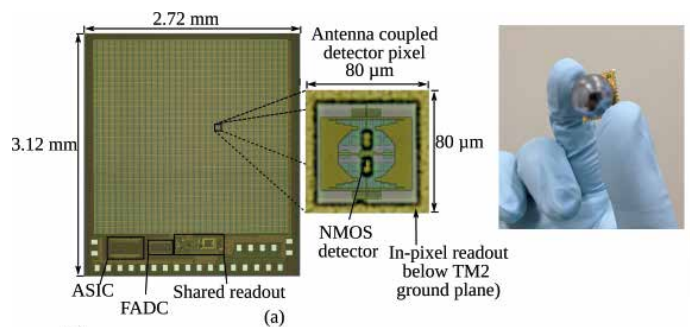 2.72 mm
3.12 mm
Antenna coupled
detector pixel
80 µm
80 µm
NMOS
detector
In-pixel readout
below TM2
ground plane)
ASIC
FADC
Shared readout
(a)